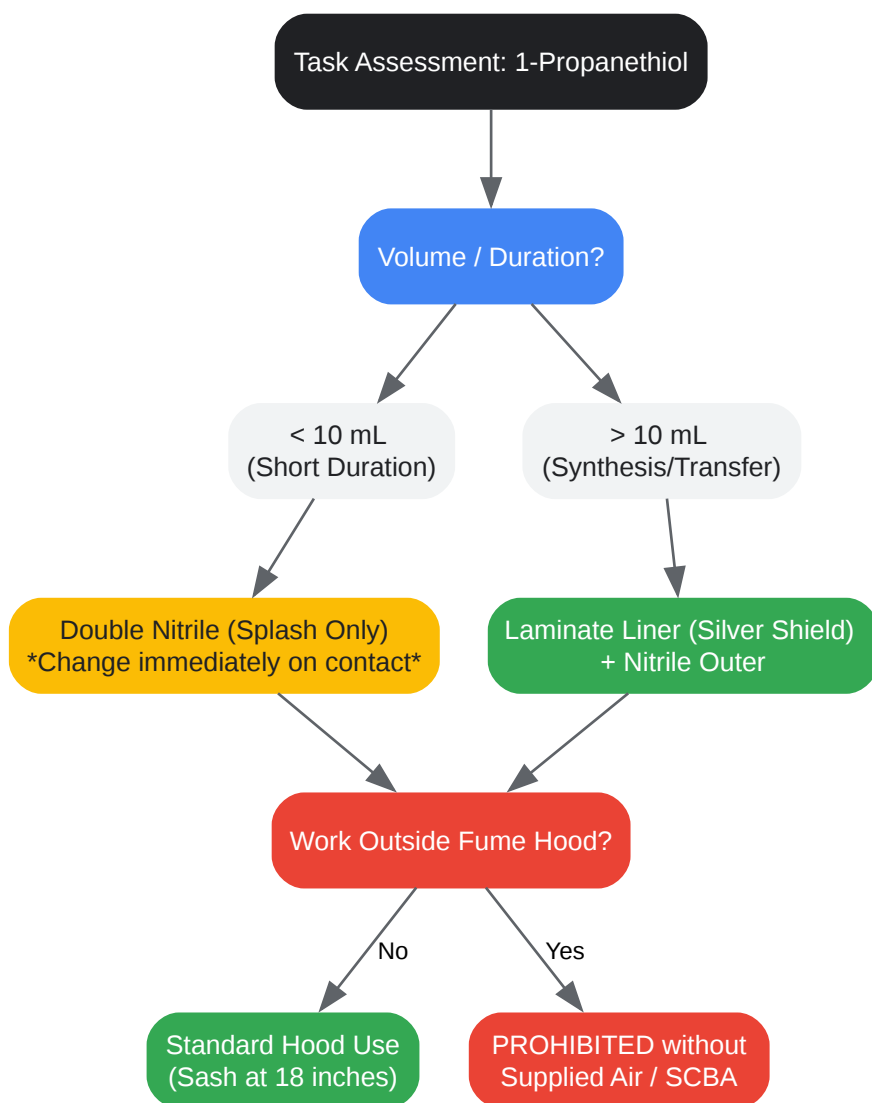 Task Assessment: 1-Propanethiol
Volume / Duration?
< 10 mL
(Short Duration)
> 10 mL
(Synthesis/Transfer)
Double Nitrile (Splash Only)
*Change immediately on contact*
Laminate Liner (Silver Shield)
+ Nitrile Outer
Work Outside Fume Hood?
No
Yes
Standard Hood Use
(Sash at 18 inches)
PROHIBITED without
Supplied Air / SCBA